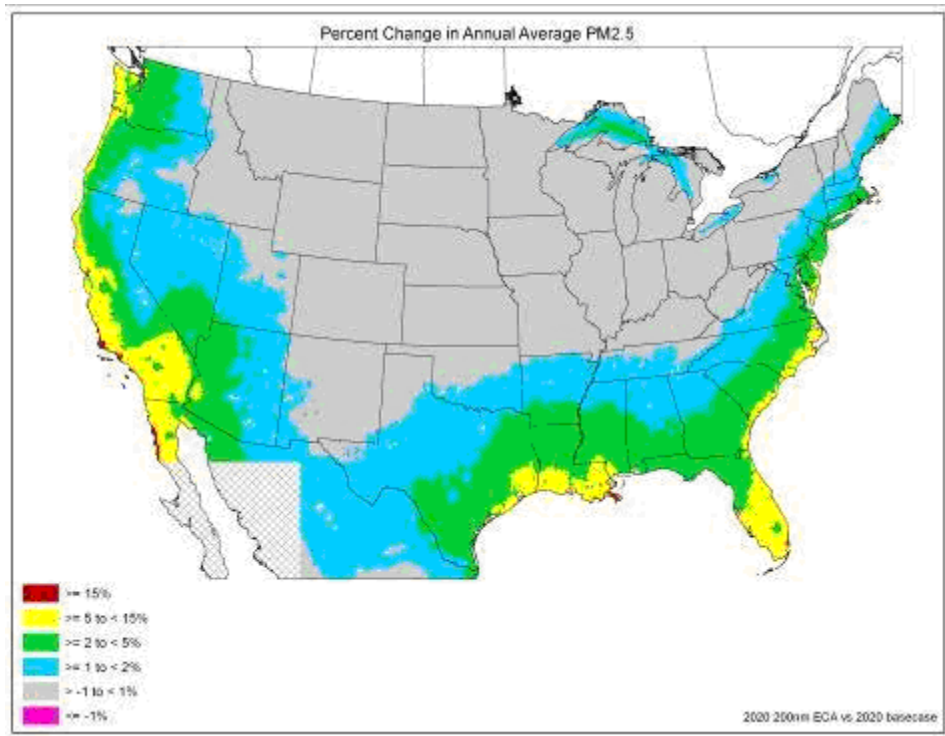 Percent Change in Annual Average PM2.5
>= 15%
>= 5 to < 15%
>= 2 to < 5%
>= 1 to < 2%
> -1 to < 1%
<= -1%
2020 200nm ECA vs 2020 basecase